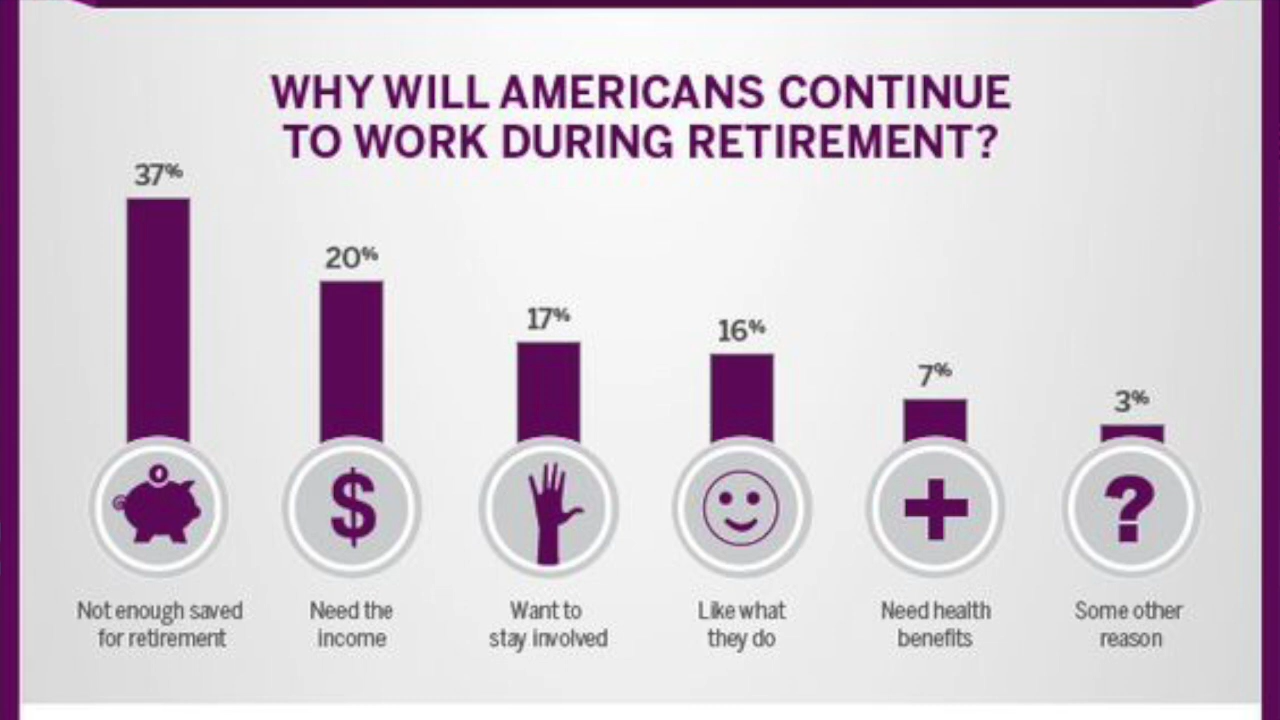 WHY WILL AMERICANS CONTINUE
TO WORK DURING RETIREMENT?
37%
20%
17%
16%
7%
3%
$
?
Not enough saved
for retirement
Need the
income
Want to
stay involved
Like what
they do
Need health
benefits
Some other
reason